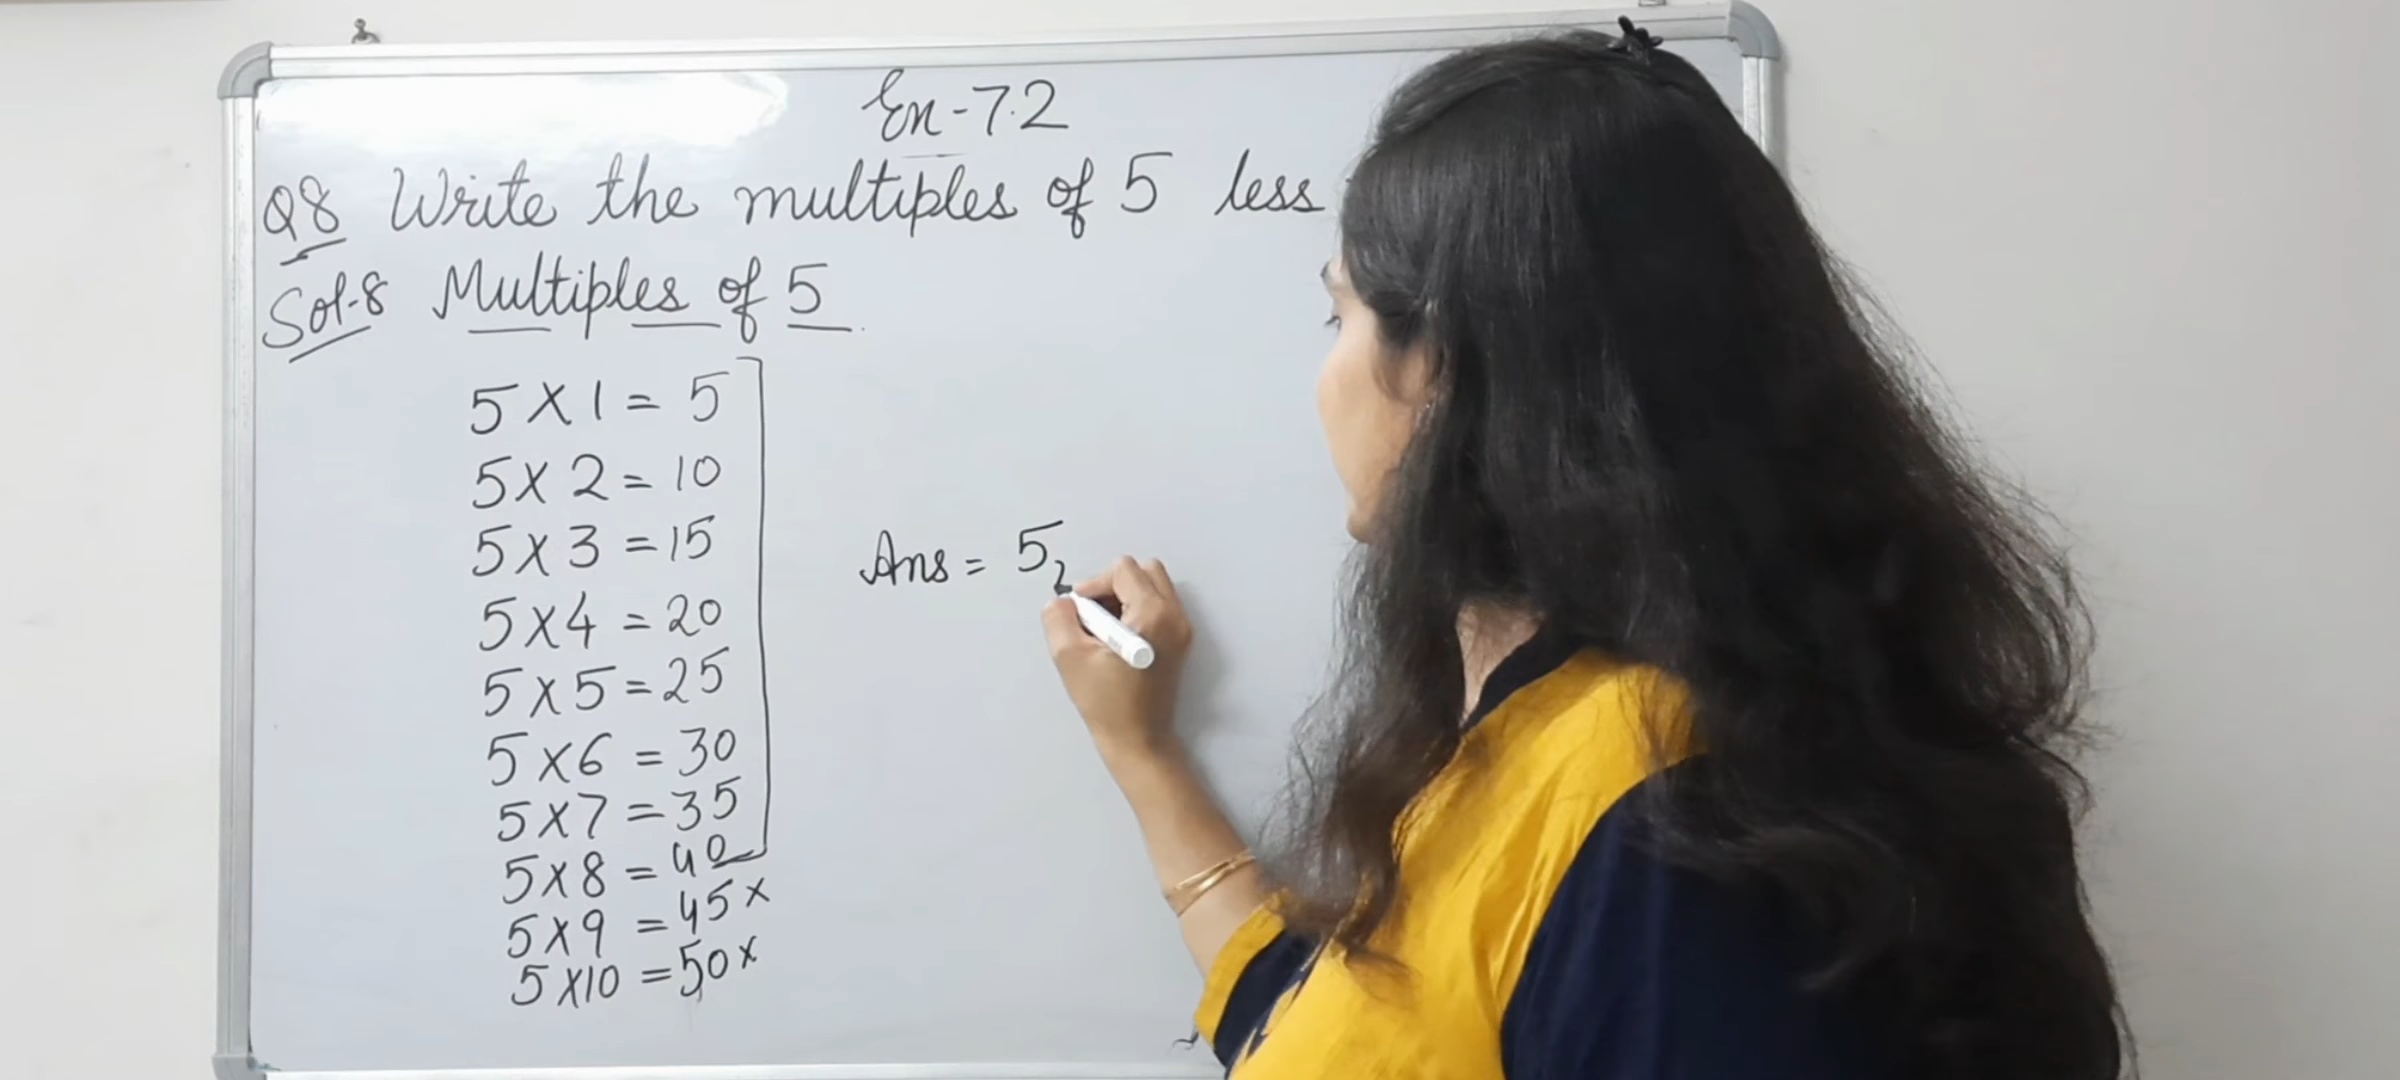 Ex-7.2
Q8 Write the multiples of 5 less
Sol-8 Multiples of 5
5 X 1 = 5
5 X 2 = 10
5 X 3 = 15
5 X 4 = 20
5 X 5 = 25
5 X 6 = 30
5 X 7 = 35
5 X 8 = 40
5 X 9 = 45 x
5 X 10 = 50 x
Ans = 5,